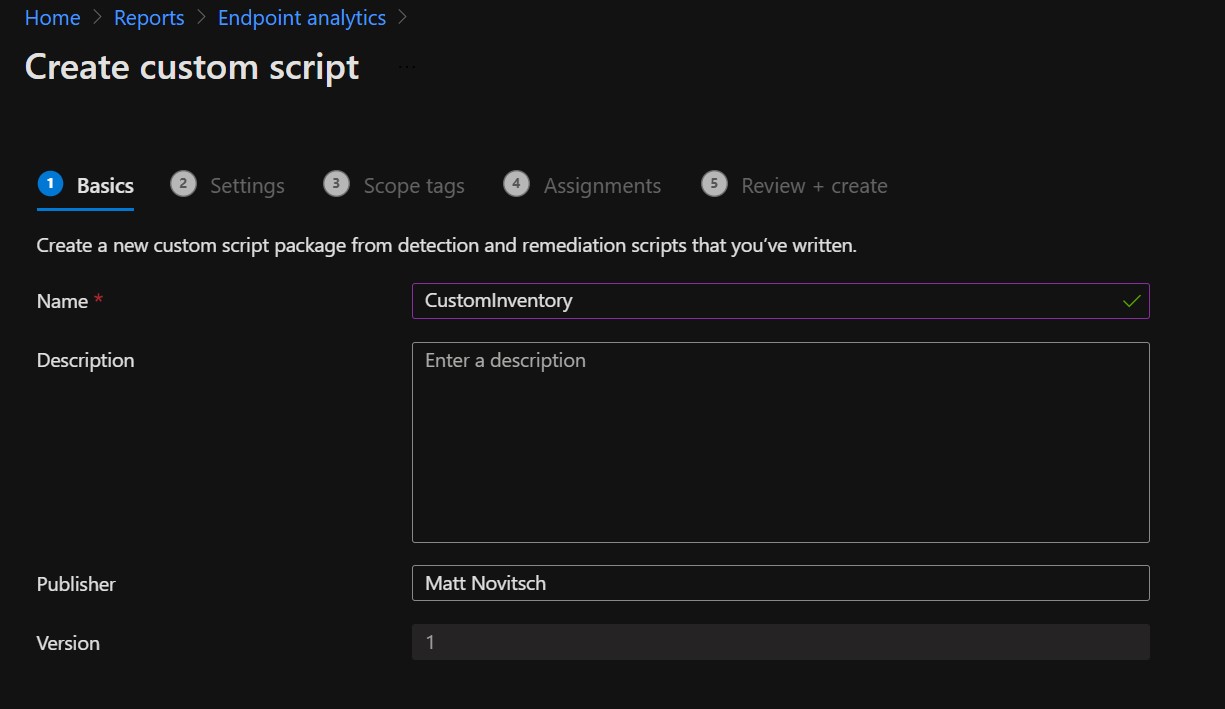 Home > Reports > Endpoint analytics >
Create custom script ...
1 Basics 2 Settings 3 Scope tags 4 Assignments 5 Review + create
Create a new custom script package from detection and remediation scripts that you’ve written.
Name * CustomInventory
Description Enter a description
Publisher Matt Novitsch
Version 1